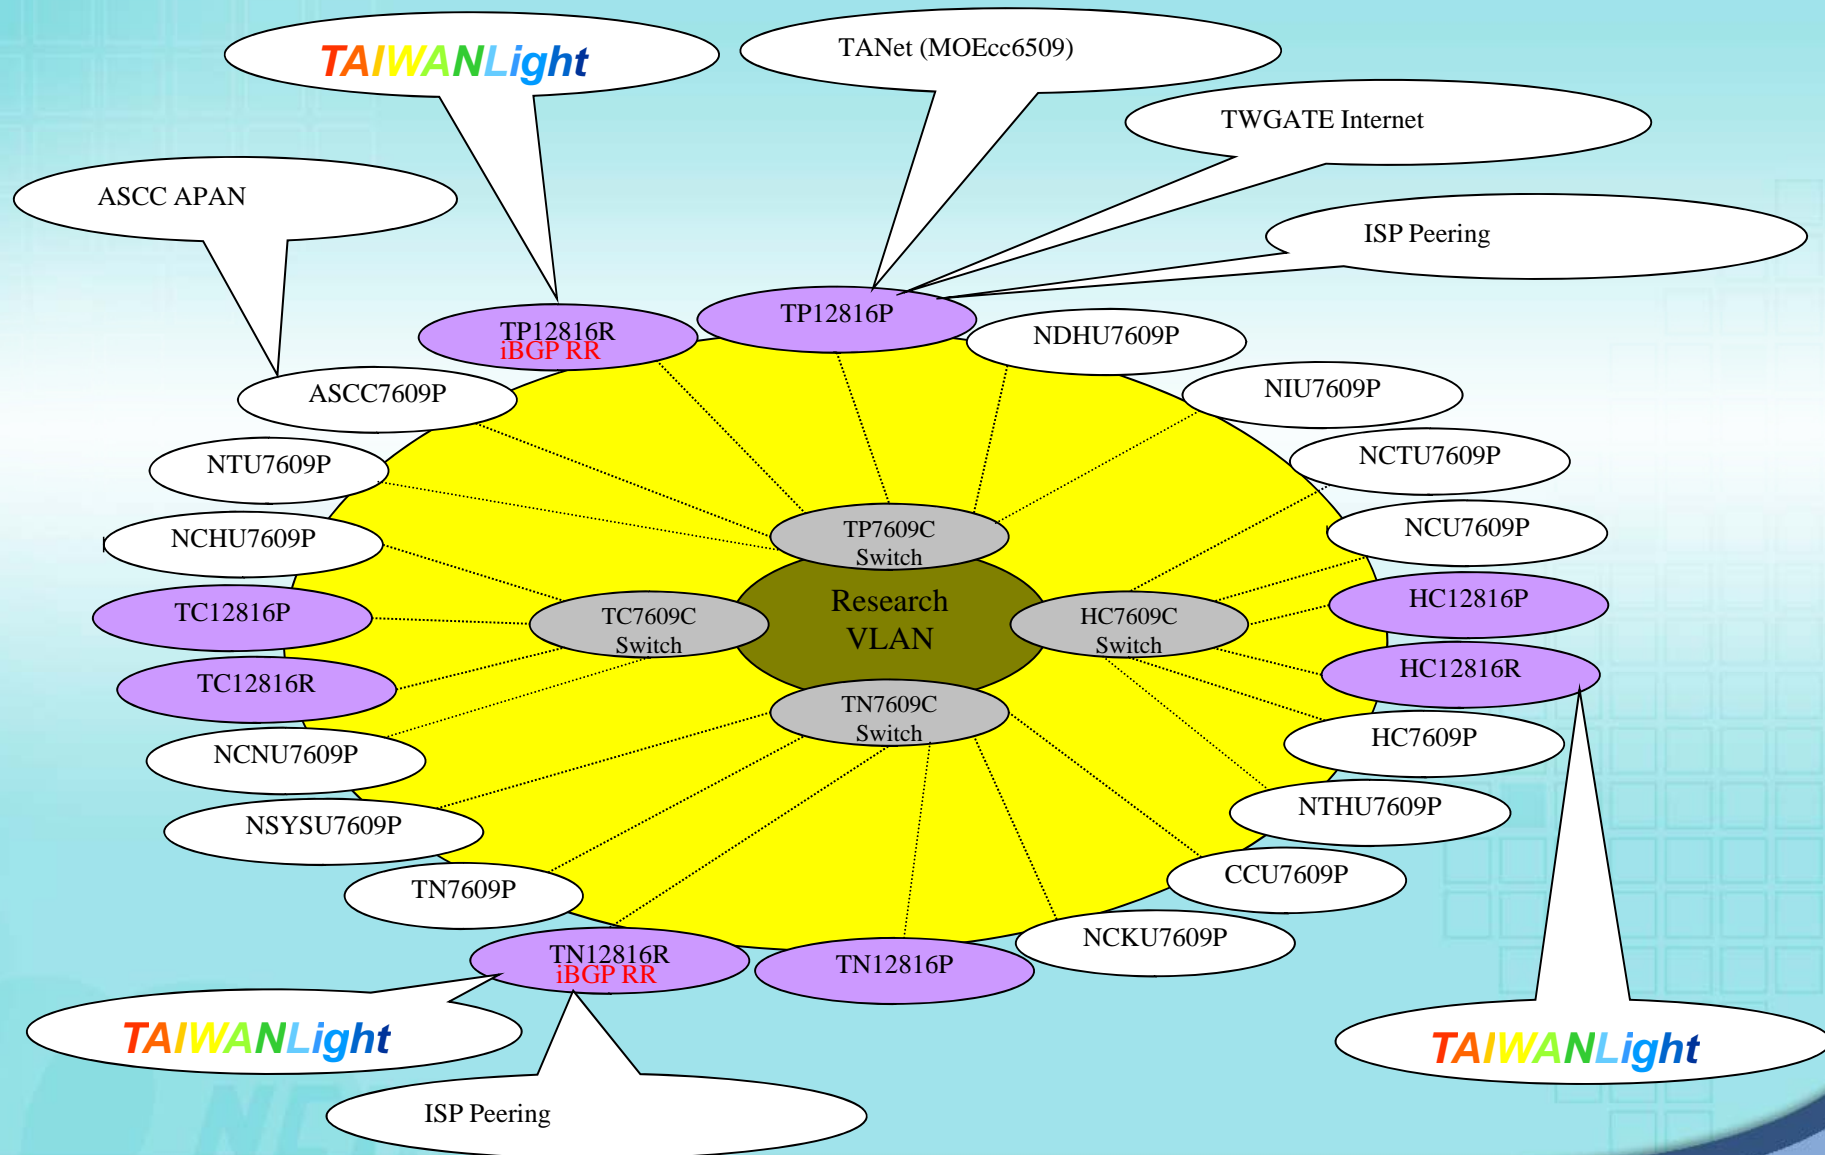 TAIWANLight
TANet (MOEcc6509)
TWGATE Internet
ASCC APAN
ISP Peering
TP12816R
iBGP RR
TP12816P
NDHU7609P
ASCC7609P
NIU7609P
NTU7609P
NCTU7609P
NCHU7609P
TP7609C
Switch
NCU7609P
TC12816P
TC7609C
Switch
Research
VLAN
HC7609C
Switch
HC12816P
TC12816R
HC12816R
TN7609C
Switch
NCNU7609P
HC7609P
NSYSU7609P
NTHU7609P
TN7609P
CCU7609P
TN12816R
iBGP RR
TN12816P
NCKU7609P
TAIWANLight
TAIWANLight
ISP Peering